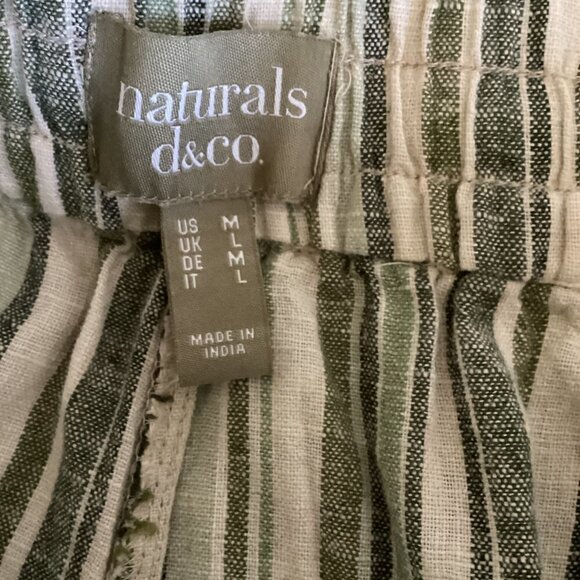 naturals
d&co.
US M
UK L
DE M
IT L
MADE IN
INDIA